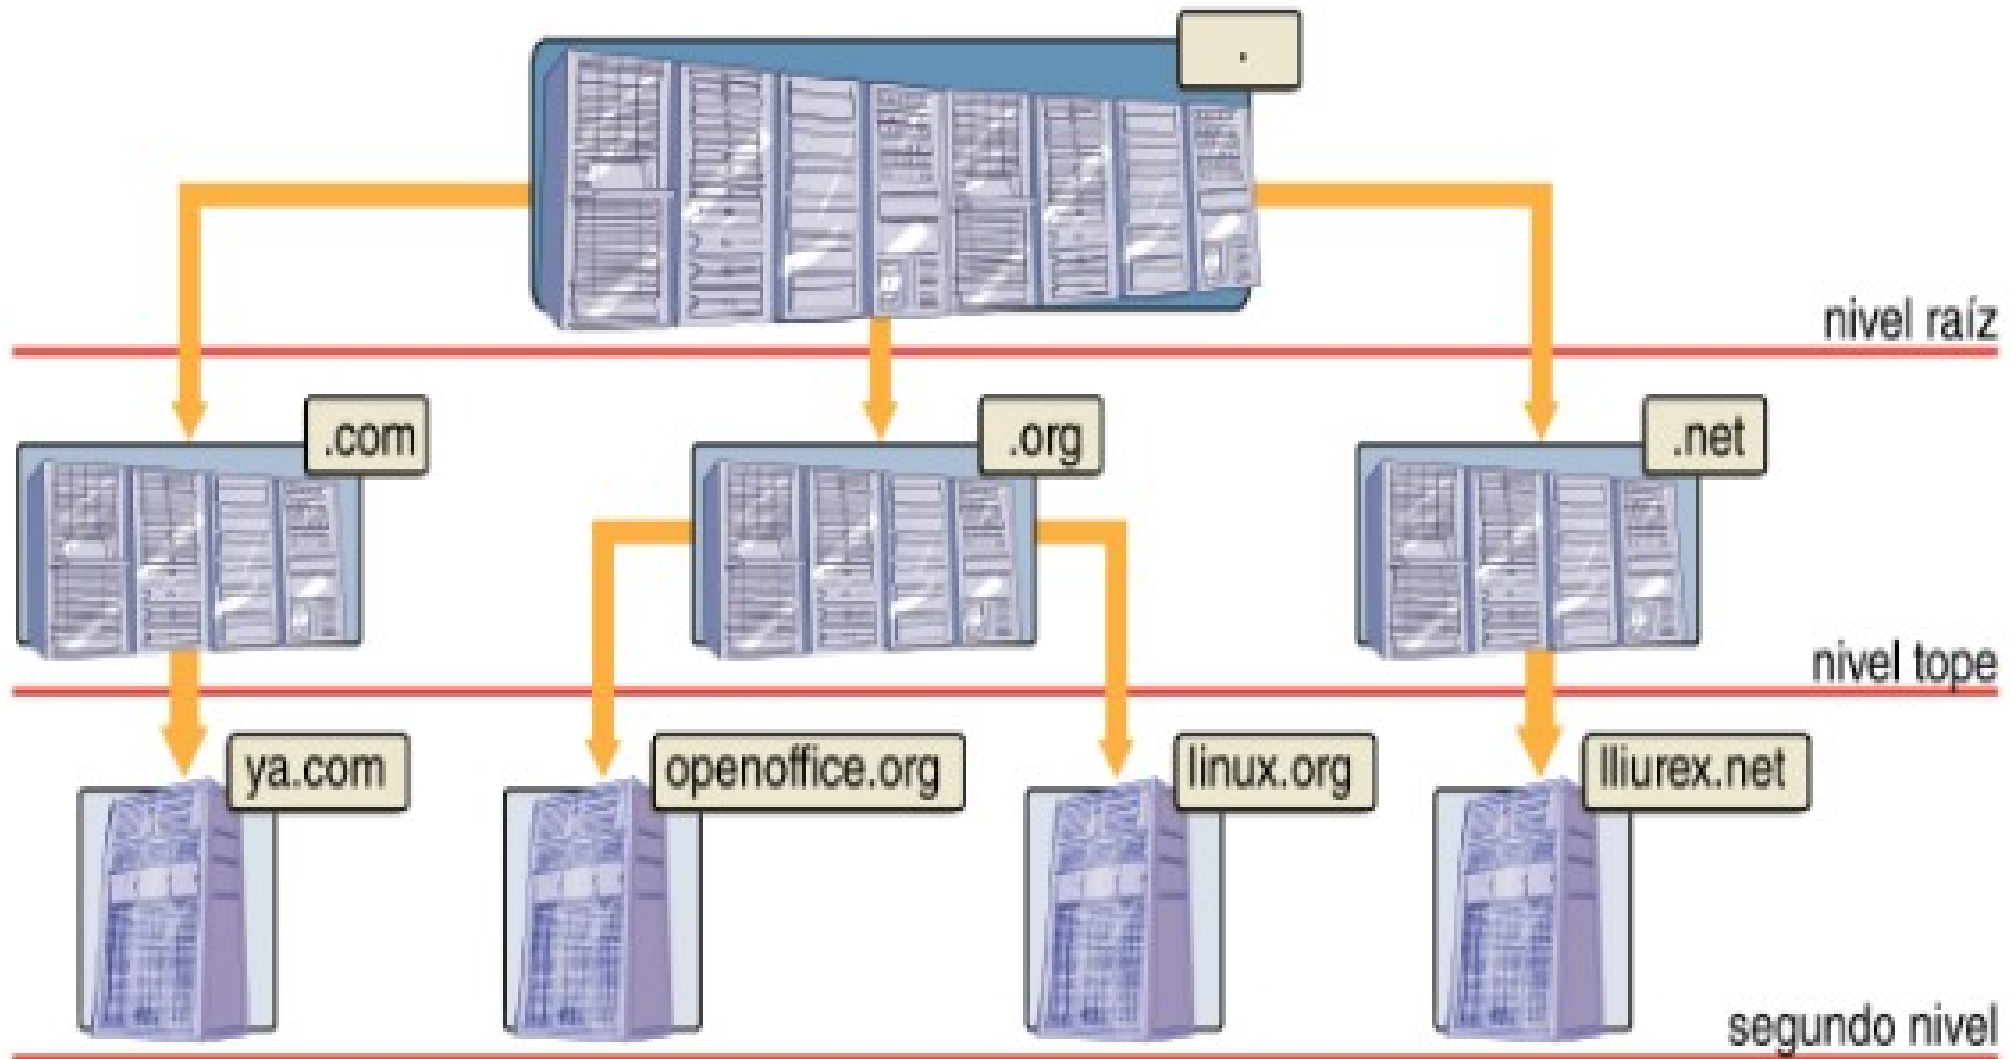 .
nivel raíz
.com
.org
.net
nivel tope
ya.com
openoffice.org
linux.org
lliurex.net
segundo nivel